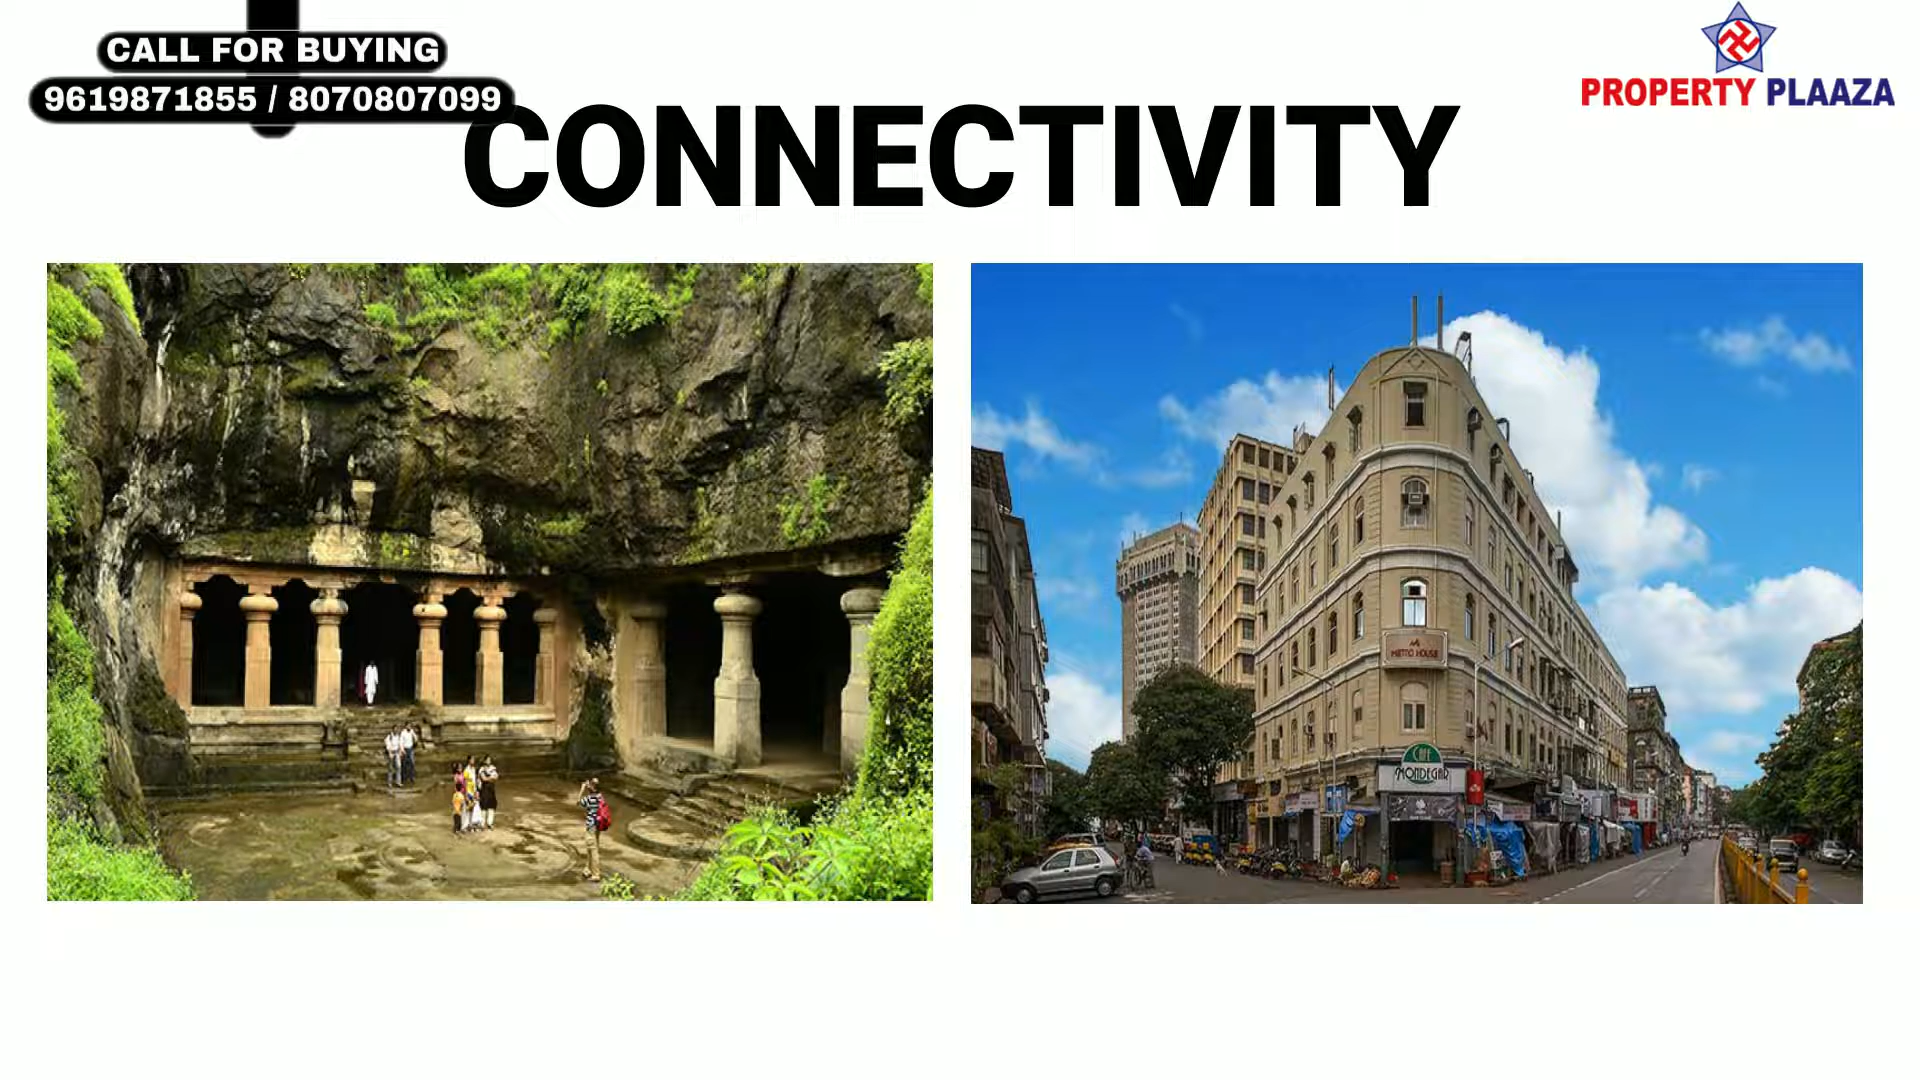 CALL FOR BUYING
9619871855 / 8070807099
PROPERTY PLAAZA
CONNECTIVITY
METRO HOUSE
CAFE
MONDEGAR